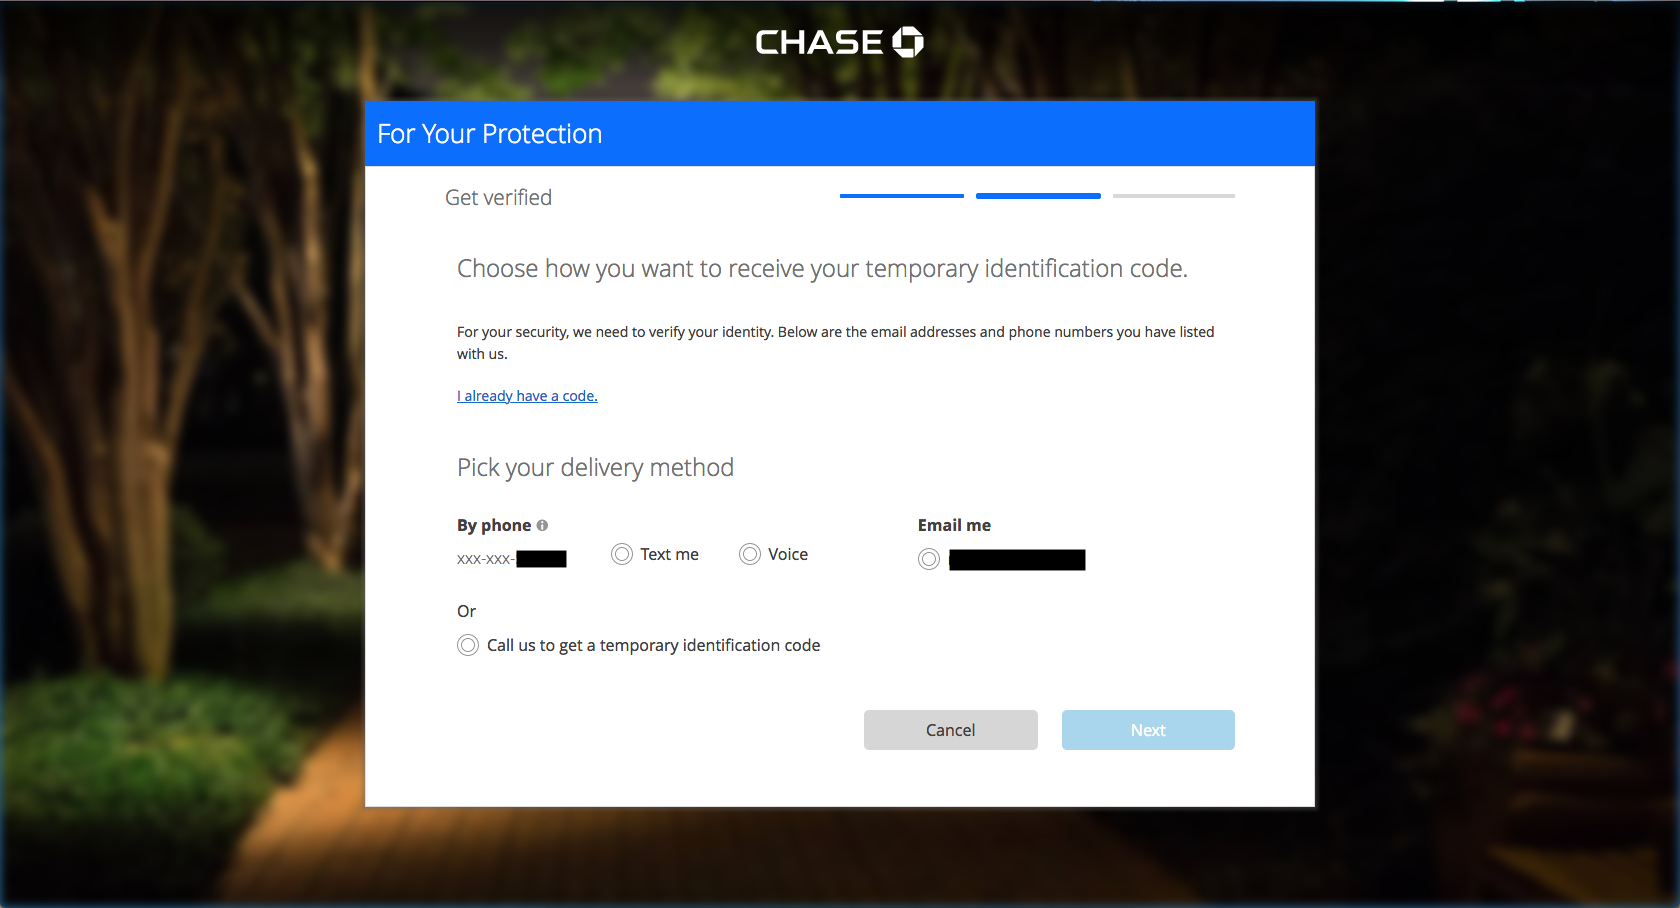 CHASE
For Your Protection
Get verified
Choose how you want to receive your temporary identification code.
For your security, we need to verify your identity. Below are the email addresses and phone numbers you have listed
with us.
I already have a code.
Pick your delivery method
By phone
Email me
xxx-xxx-
Text me
Voice
Or
Call us to get a temporary identification code
Cancel
Next